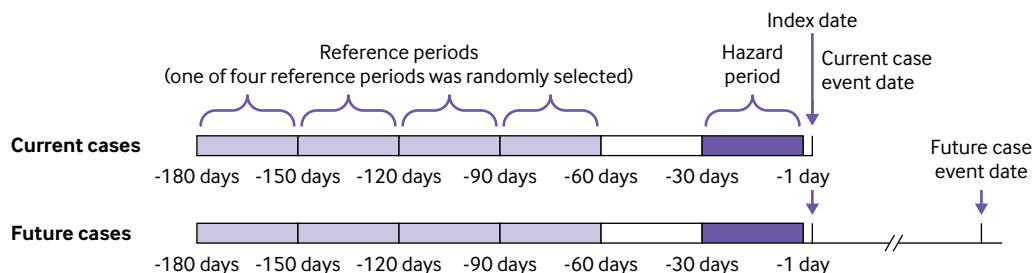 Index date
Reference periods
(one of four reference periods was randomly selected)
Hazard
period
Current case
event date
Current cases
-180 days -150 days -120 days -90 days -60 days -30 days -1 day
Future case
event date
Future cases
-180 days -150 days -120 days -90 days -60 days -30 days -1 day